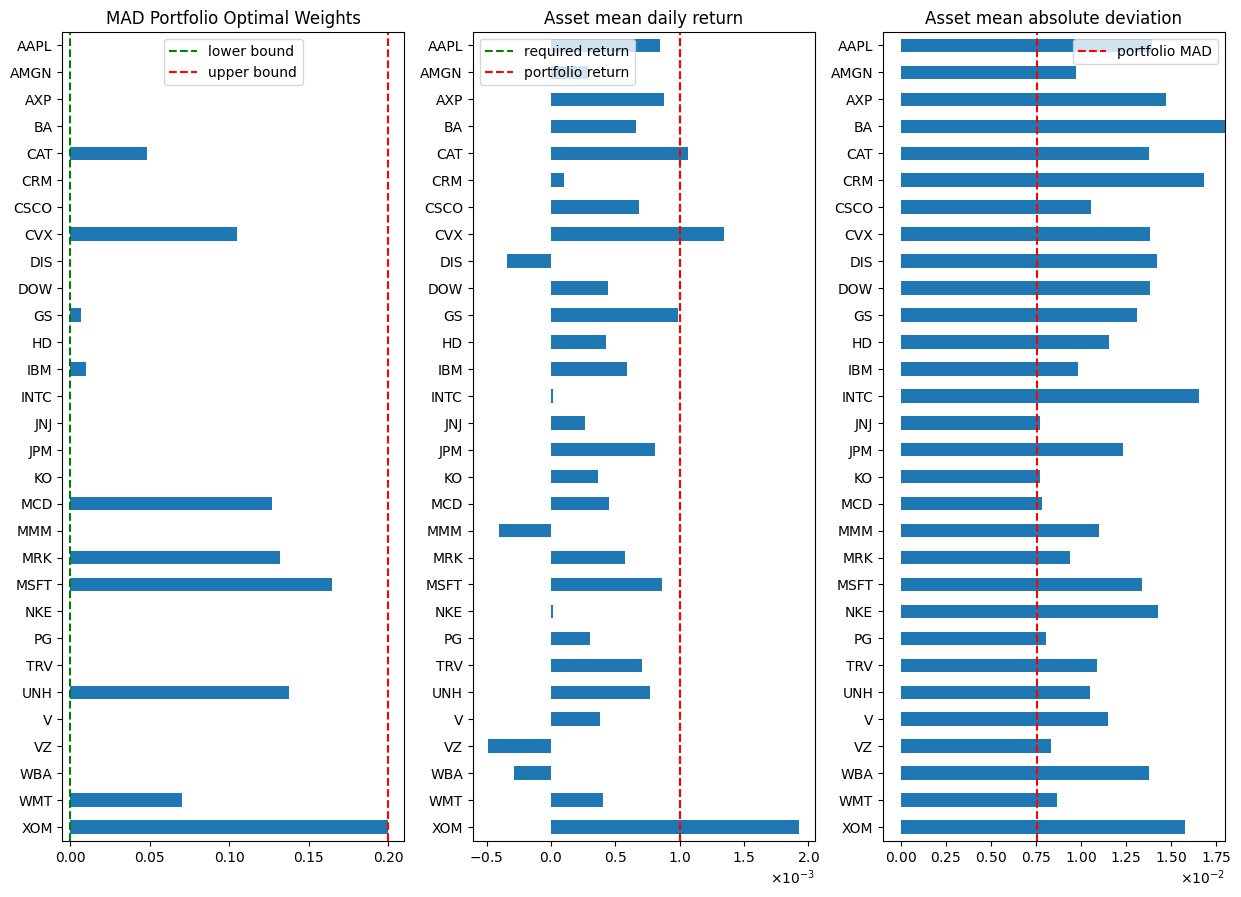 MAD Portfolio Optimal Weights
lower bound
upper bound
AAPL
AMGN
AXP
BA
CAT
CRM
CSCO
CVX
DIS
DOW
GS
HD
IBM
INTC
JNJ
JPM
KO
MCD
MMM
MRK
MSFT
NKE
PG
TRV
UNH
V
VZ
WBA
WMT
XOM
0.00 0.05 0.10 0.15 0.20
Asset mean daily return
required return
portfolio return
AAPL
AMGN
AXP
BA
CAT
CRM
CSCO
CVX
DIS
DOW
GS
HD
IBM
INTC
JNJ
JPM
KO
MCD
MMM
MRK
MSFT
NKE
PG
TRV
UNH
V
VZ
WBA
WMT
XOM
−0.5 0.0 0.5 1.0 1.5 2.0
×10⁻³
Asset mean absolute deviation
portfolio MAD
AAPL
AMGN
AXP
BA
CAT
CRM
CSCO
CVX
DIS
DOW
GS
HD
IBM
INTC
JNJ
JPM
KO
MCD
MMM
MRK
MSFT
NKE
PG
TRV
UNH
V
VZ
WBA
WMT
XOM
0.00 0.25 0.50 0.75 1.00 1.25 1.50 1.75
×10⁻²